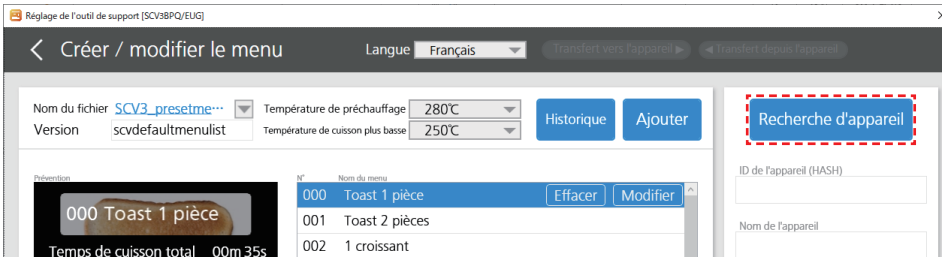 Réglage de l'outil de support [SCV3BPQ/EUG]
Créer / modifier le menu
Langue Français
Transfert vers l'appareil
Transfert depuis l'appareil
Nom du fichier SCV3_presetme…
Température de préchauffage 280℃
Version scvdefaultmenulist
Température de cuisson plus basse 250℃
Historique
Ajouter
Recherche d'appareil
Prévention
000 Toast 1 pièce
Temps de cuisson total 00m35s
N° Nom du menu
000 Toast 1 pièce Effacer Modifier
001 Toast 2 pièces
002 1 croissant
ID de l'appareil (HASH)
Nom de l'appareil